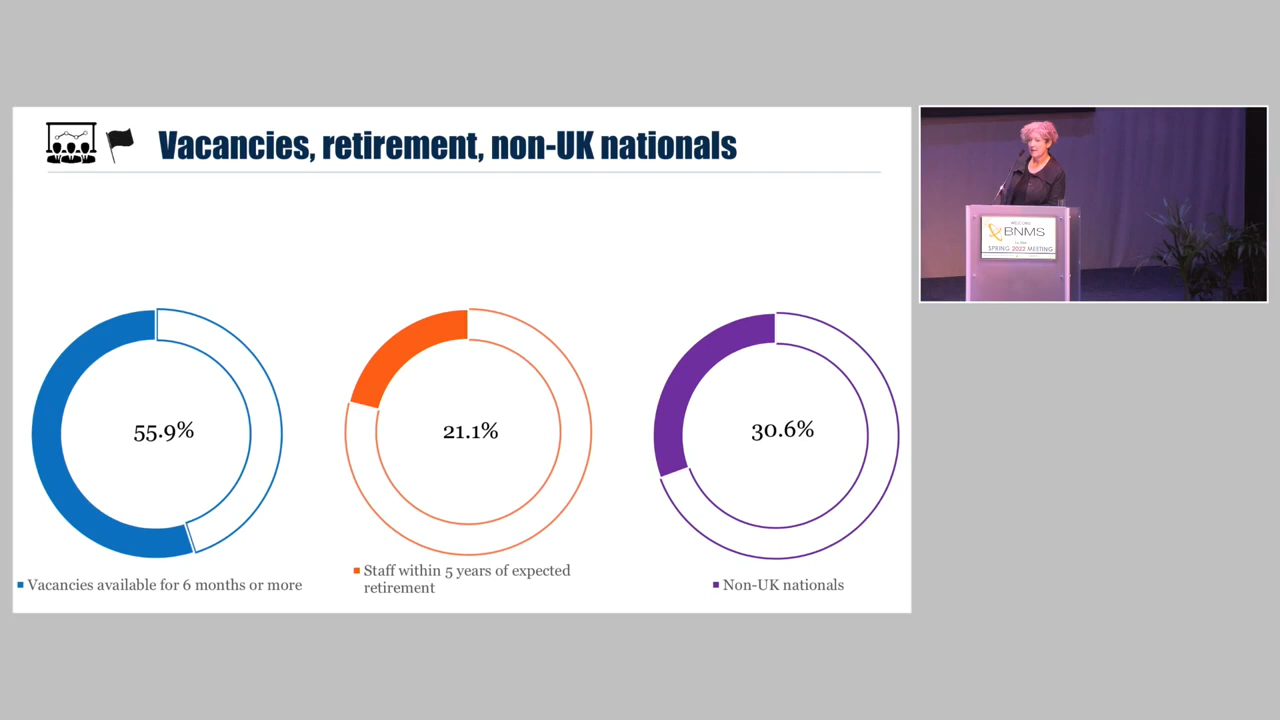 Vacancies, retirement, non-UK nationals
55.9%
21.1%
30.6%
Vacancies available for 6 months or more
Staff within 5 years of expected
retirement
Non-UK nationals
WELCOME
BNMS
SPRING 2022 MEETING